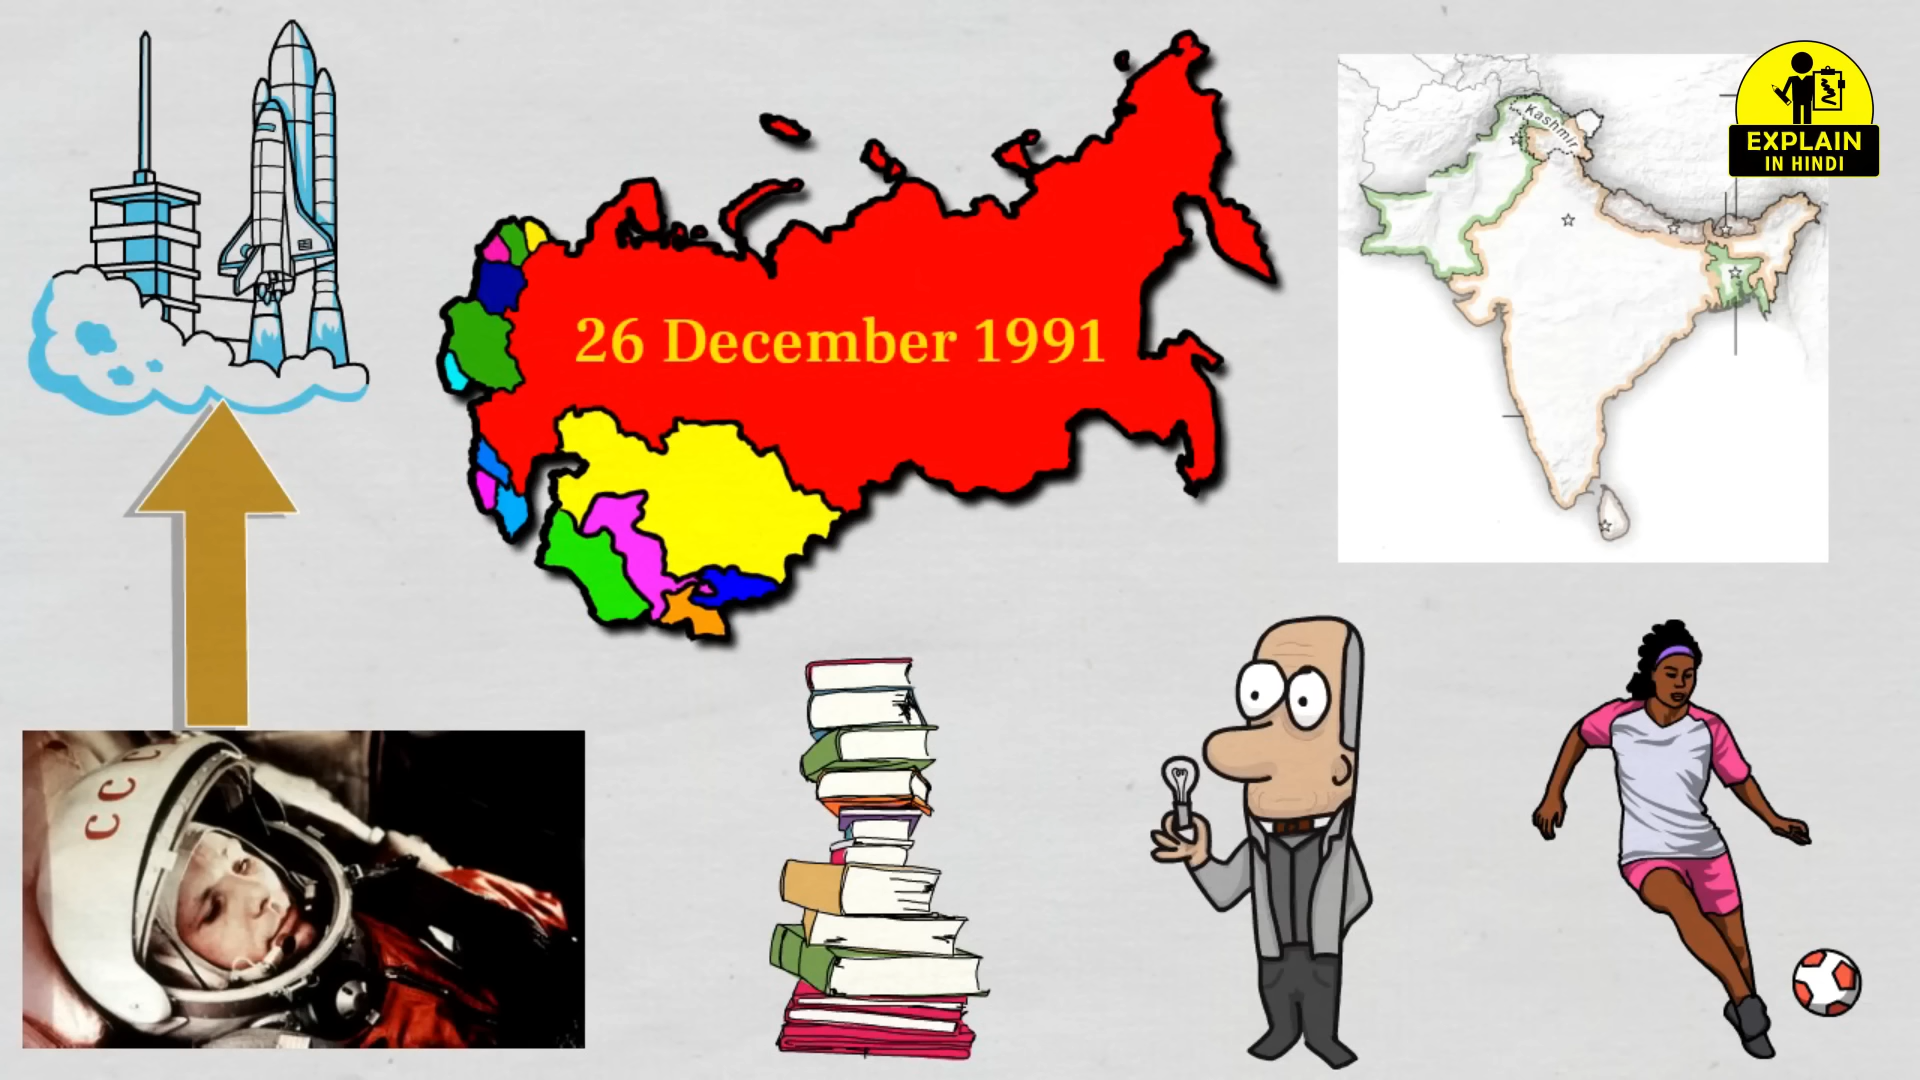 26 December 1991
Kashmir
EXPLAIN
IN HINDI
CCC